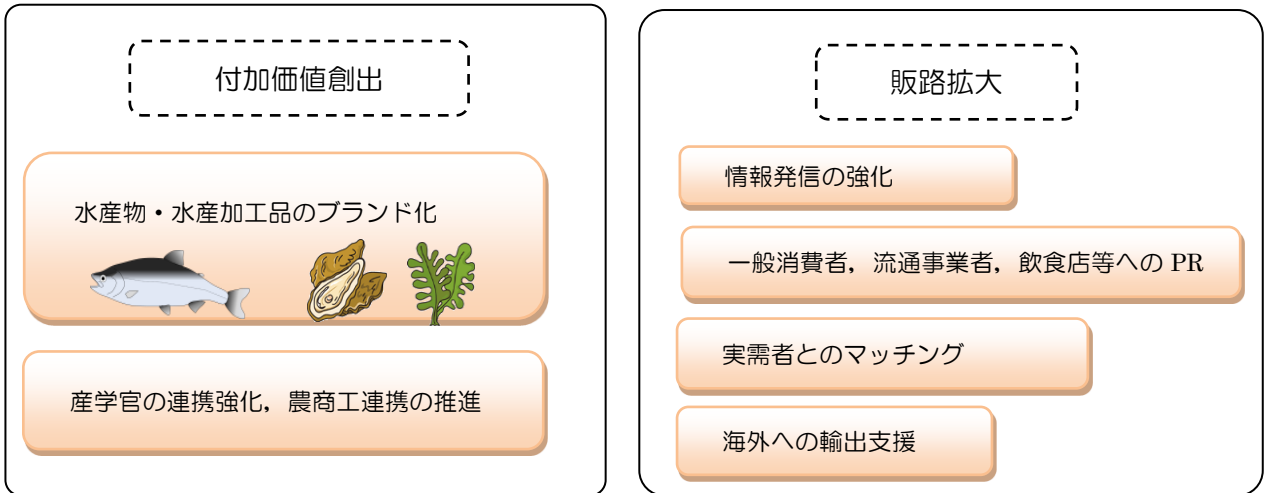 付加価値創出
水産物・水産加工品のブランド化
産学官の連携強化，農商工連携の推進
販路拡大
情報発信の強化
一般消費者，流通事業者，飲食店等への PR
実需者とのマッチング
海外への輸出支援